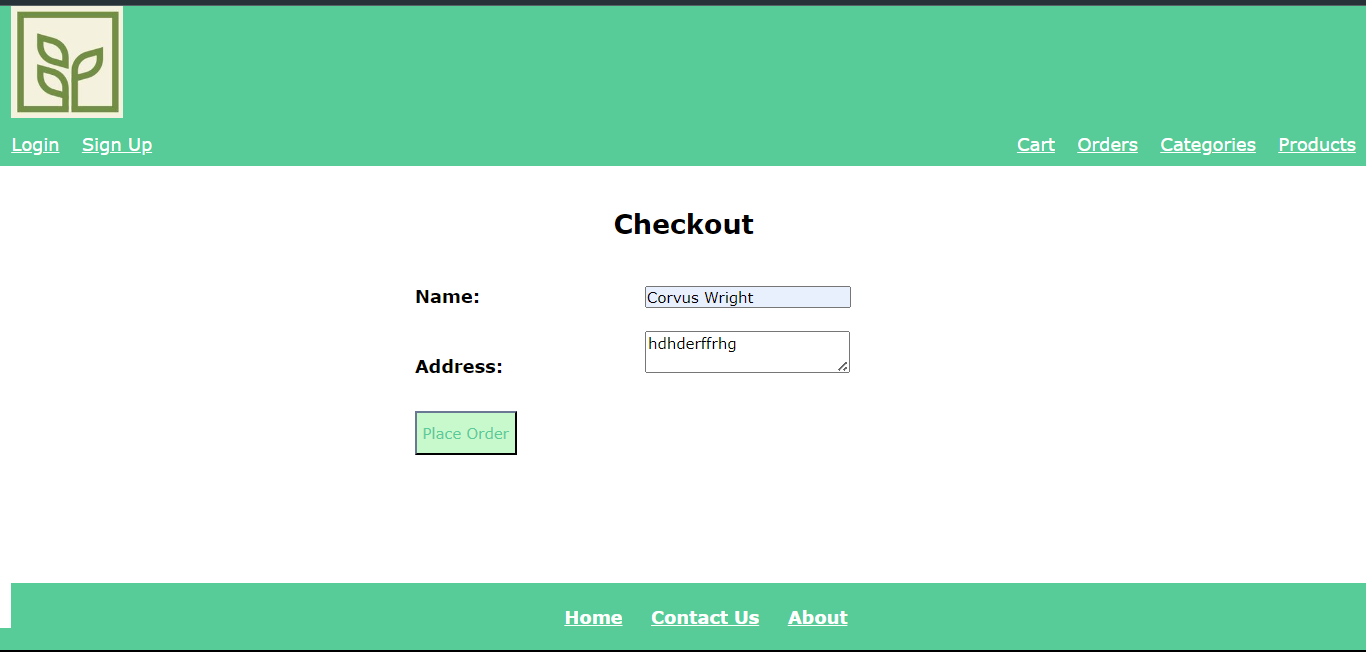 Login Sign Up Cart Orders Categories Products
Checkout
Name: Corvus Wright
Address: hdhderffrhg
Place Order
Home Contact Us About